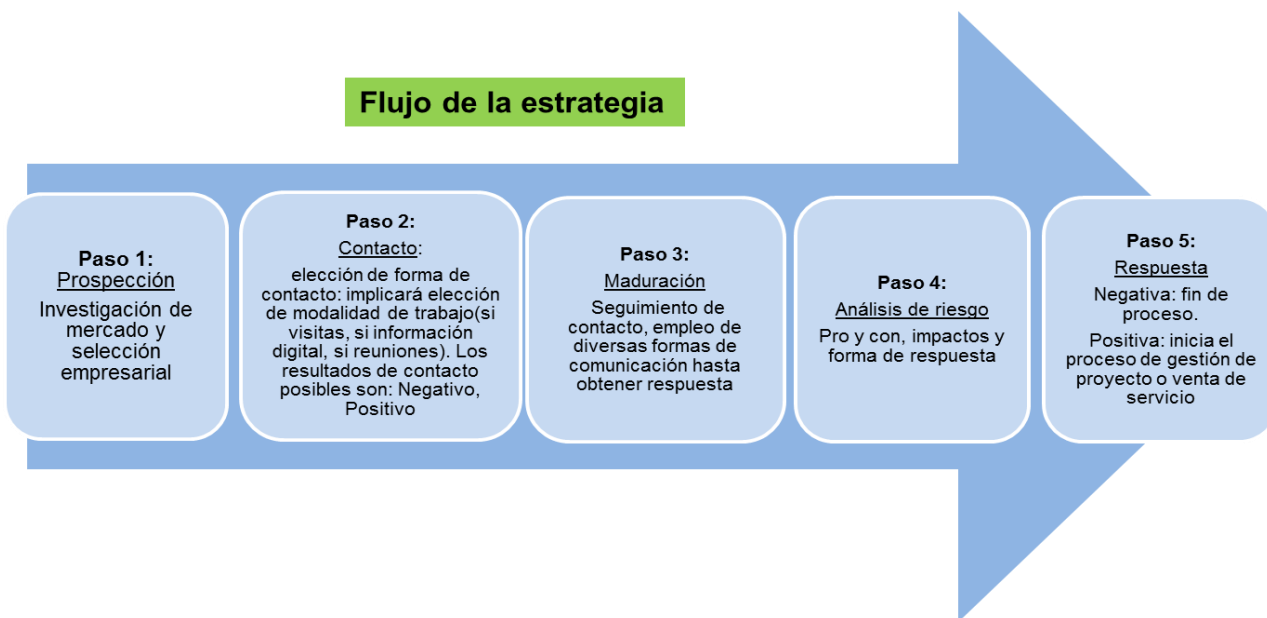 Flujo de la estrategia
Paso 1:
Prospección
Investigación de
mercado y
selección
empresarial
Paso 2:
Contacto:
elección de forma de
contacto: implicará elección
de modalidad de trabajo(si
visitas, si información
digital, si reuniones). Los
resultados de contacto
posibles son: Negativo,
Positivo
Paso 3:
Maduración
Seguimiento de
contacto, empleo de
diversas formas de
comunicación hasta
obtener respuesta
Paso 4:
Análisis de riesgo
Pro y con, impactos y
forma de respuesta
Paso 5:
Respuesta
Negativa: fin de
proceso.
Positiva: inicia el
proceso de gestión de
proyecto o venta de
servicio